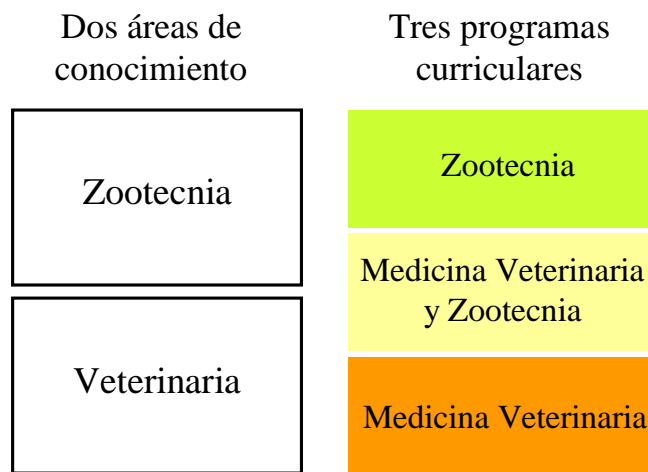 Dos áreas de
conocimiento
Zootecnia
Veterinaria
Tres programas
curriculares
Zootecnia
Medicina Veterinaria
y Zootecnia
Medicina Veterinaria